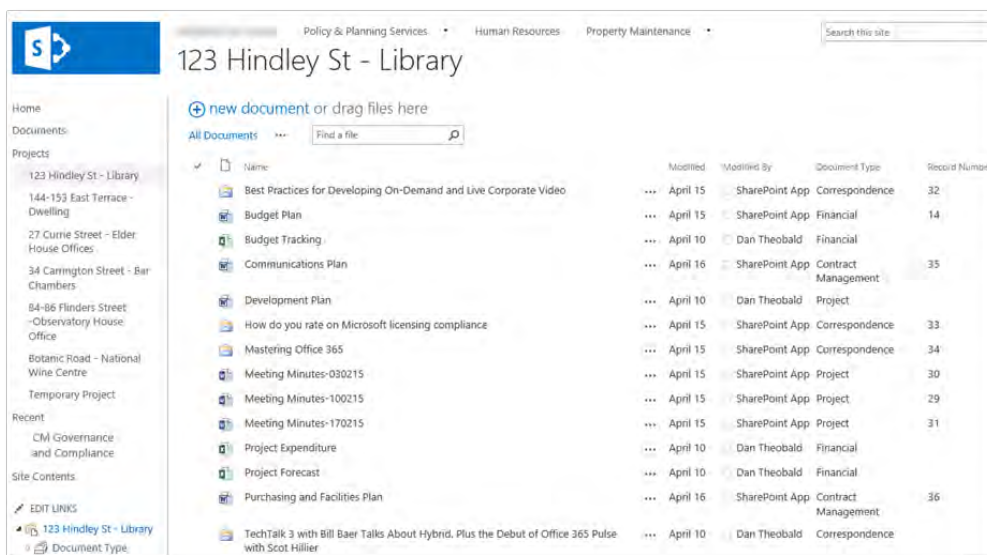 S
Policy & Planning Services
Human Resources
Property Maintenance
Search this site
123 Hindley St - Library
Home
Documents
Projects
123 Hindley St - Library
144-153 East Terrace -
Dwelling
27 Currie Street - Elder
House Offices
34 Carrington Street - Bar
Chambers
84-86 Flinders Street
-Observatory House
Office
Botanic Road - National
Wine Centre
Temporary Project
Recent
CM Governance
and Compliance
Site Contents
EDIT LINKS
123 Hindley St - Library
Document Type
new document or drag files here
All Documents ... Find a file
Name Modified Modified By Document Type Record Number
Best Practices for Developing On-Demand and Live Corporate Video ... April 15 SharePoint App Correspondence 32
Budget Plan ... April 15 SharePoint App Financial 14
Budget Tracking ... April 10 Dan Theobald Financial
Communications Plan ... April 16 SharePoint App Contract 35
Management
Development Plan ... April 10 Dan Theobald Project
How do you rate on Microsoft licensing compliance ... April 15 SharePoint App Correspondence 33
Mastering Office 365 ... April 15 SharePoint App Correspondence 34
Meeting Minutes-030215 ... April 15 SharePoint App Project 30
Meeting Minutes-100215 ... April 15 SharePoint App Project 29
Meeting Minutes-170215 ... April 15 SharePoint App Project 31
Project Expenditure ... April 10 Dan Theobald Financial
Project Forecast ... April 10 Dan Theobald Financial
Purchasing and Facilities Plan ... April 16 SharePoint App Contract 36
Management
TechTalk 3 with Bill Baer Talks About Hybrid, Plus the Debut of Office 365 Pulse ... April 10 Dan Theobald Correspondence
with Scot Hillier